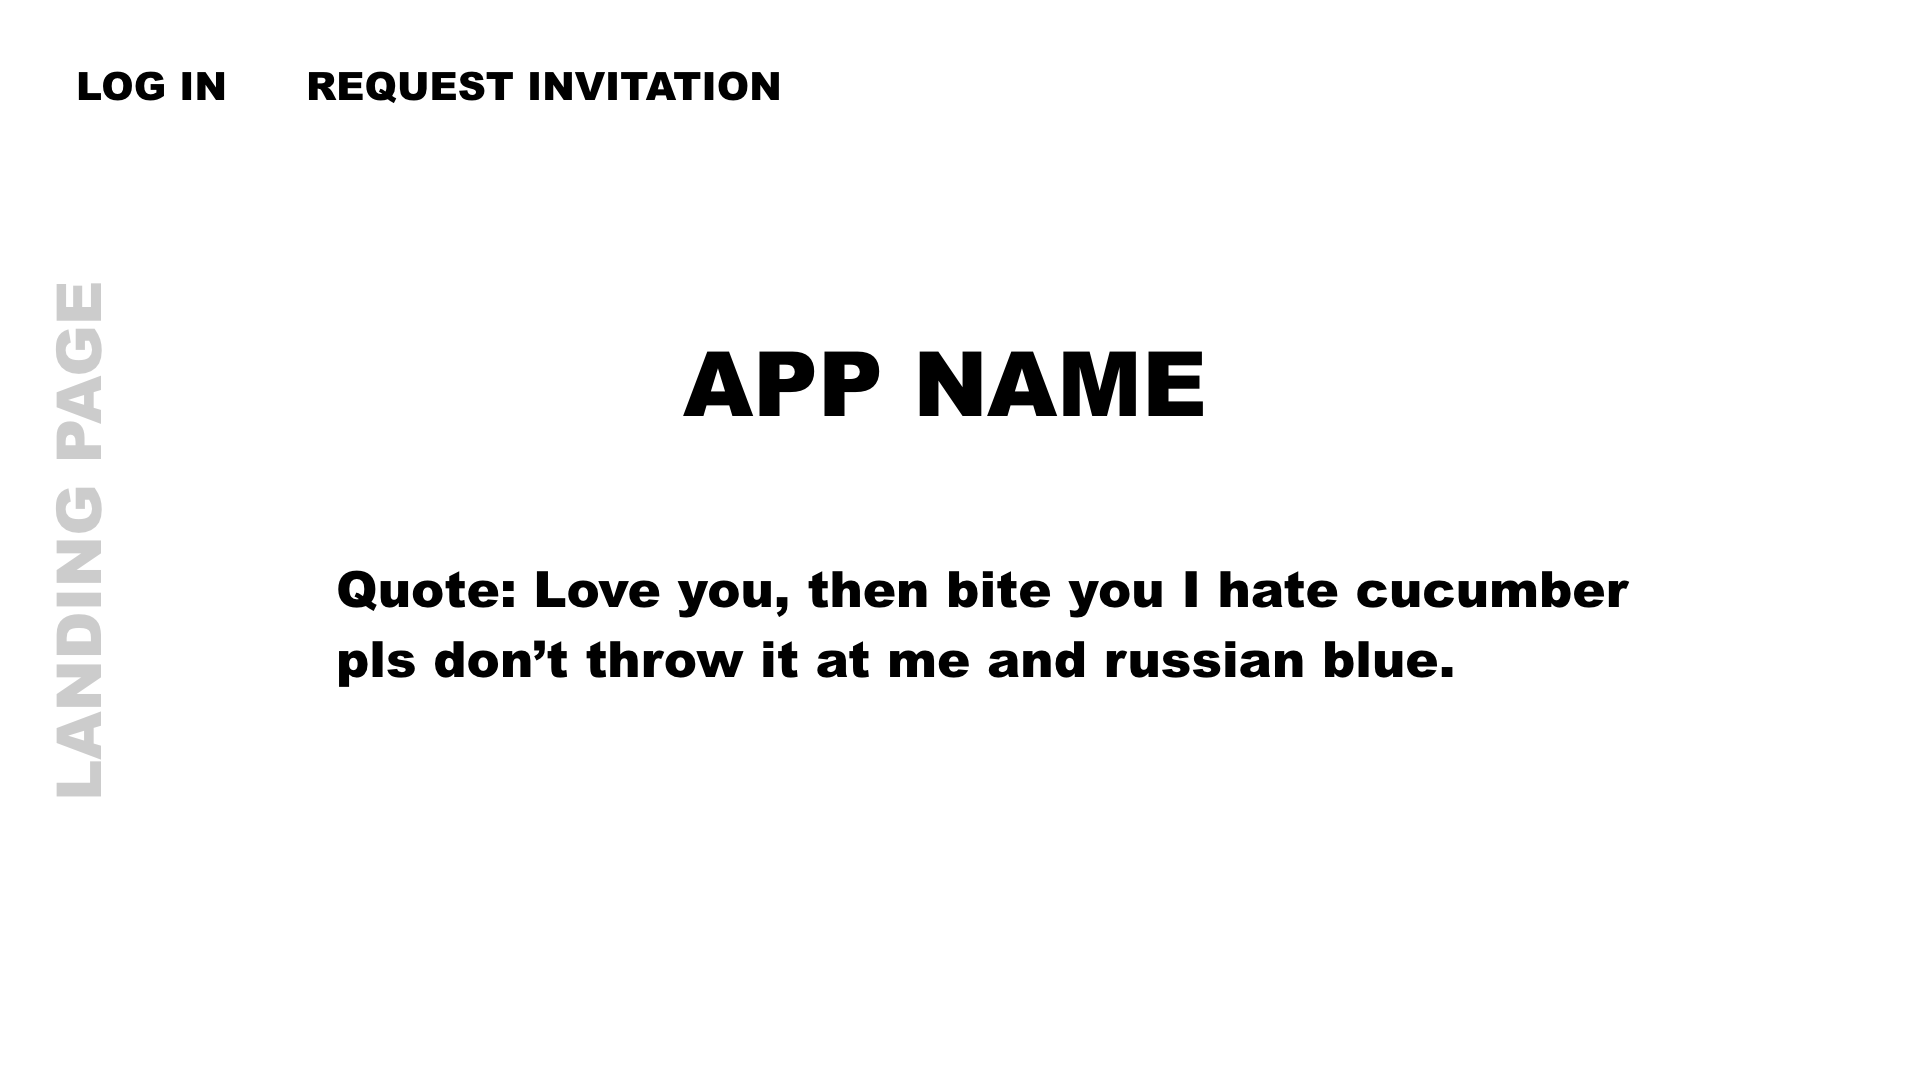 LOG IN REQUEST INVITATION
LANDING PAGE
APP NAME
Quote: Love you, then bite you I hate cucumber
pls don’t throw it at me and russian blue.